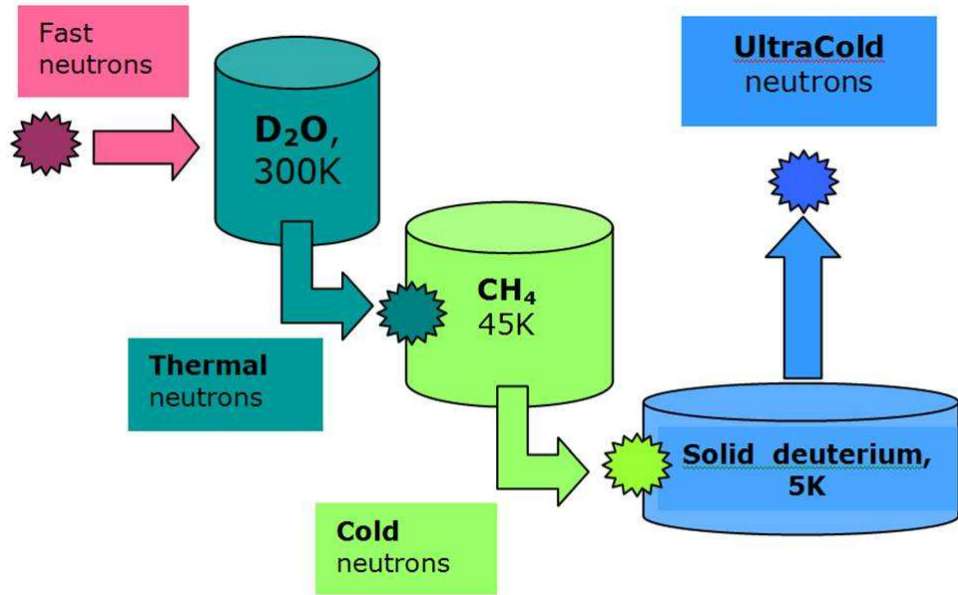 Fast
neutrons
D₂O,
300K
Thermal
neutrons
CH₄
45K
Cold
neutrons
Solid deuterium,
5K
UltraCold
neutrons